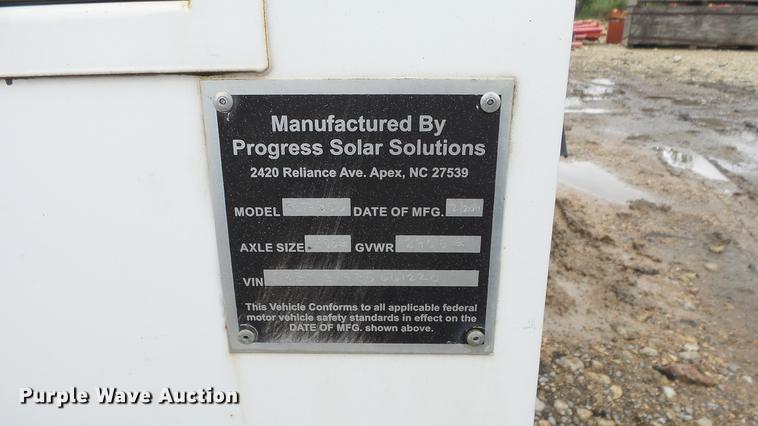 Manufactured By
Progress Solar Solutions
2420 Reliance Ave. Apex, NC 27539
MODEL DATE OF MFG.
AXLE SIZE GVWR
VIN
This Vehicle Conforms to all applicable federal
motor vehicle safety standards in effect on the
DATE OF MFG. shown above.
Purple Wave Auction